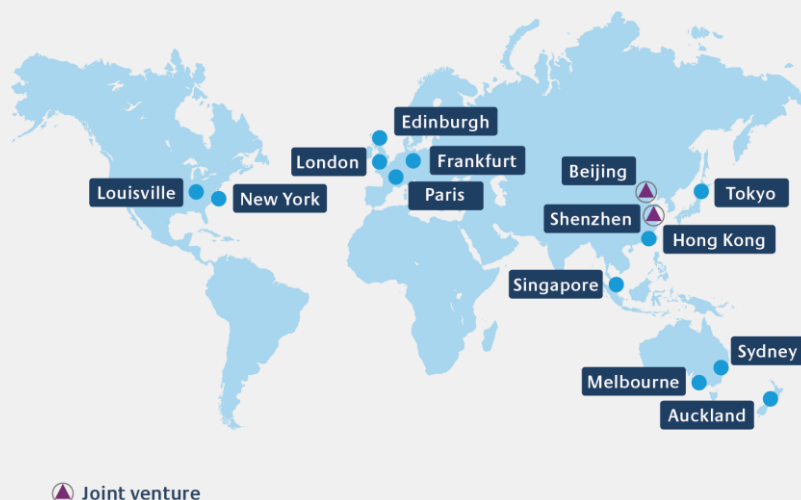 Edinburgh
London
Frankfurt
Paris
Louisville
New York
Beijing
Tokyo
Shenzhen
Hong Kong
Singapore
Sydney
Melbourne
Auckland
Joint venture